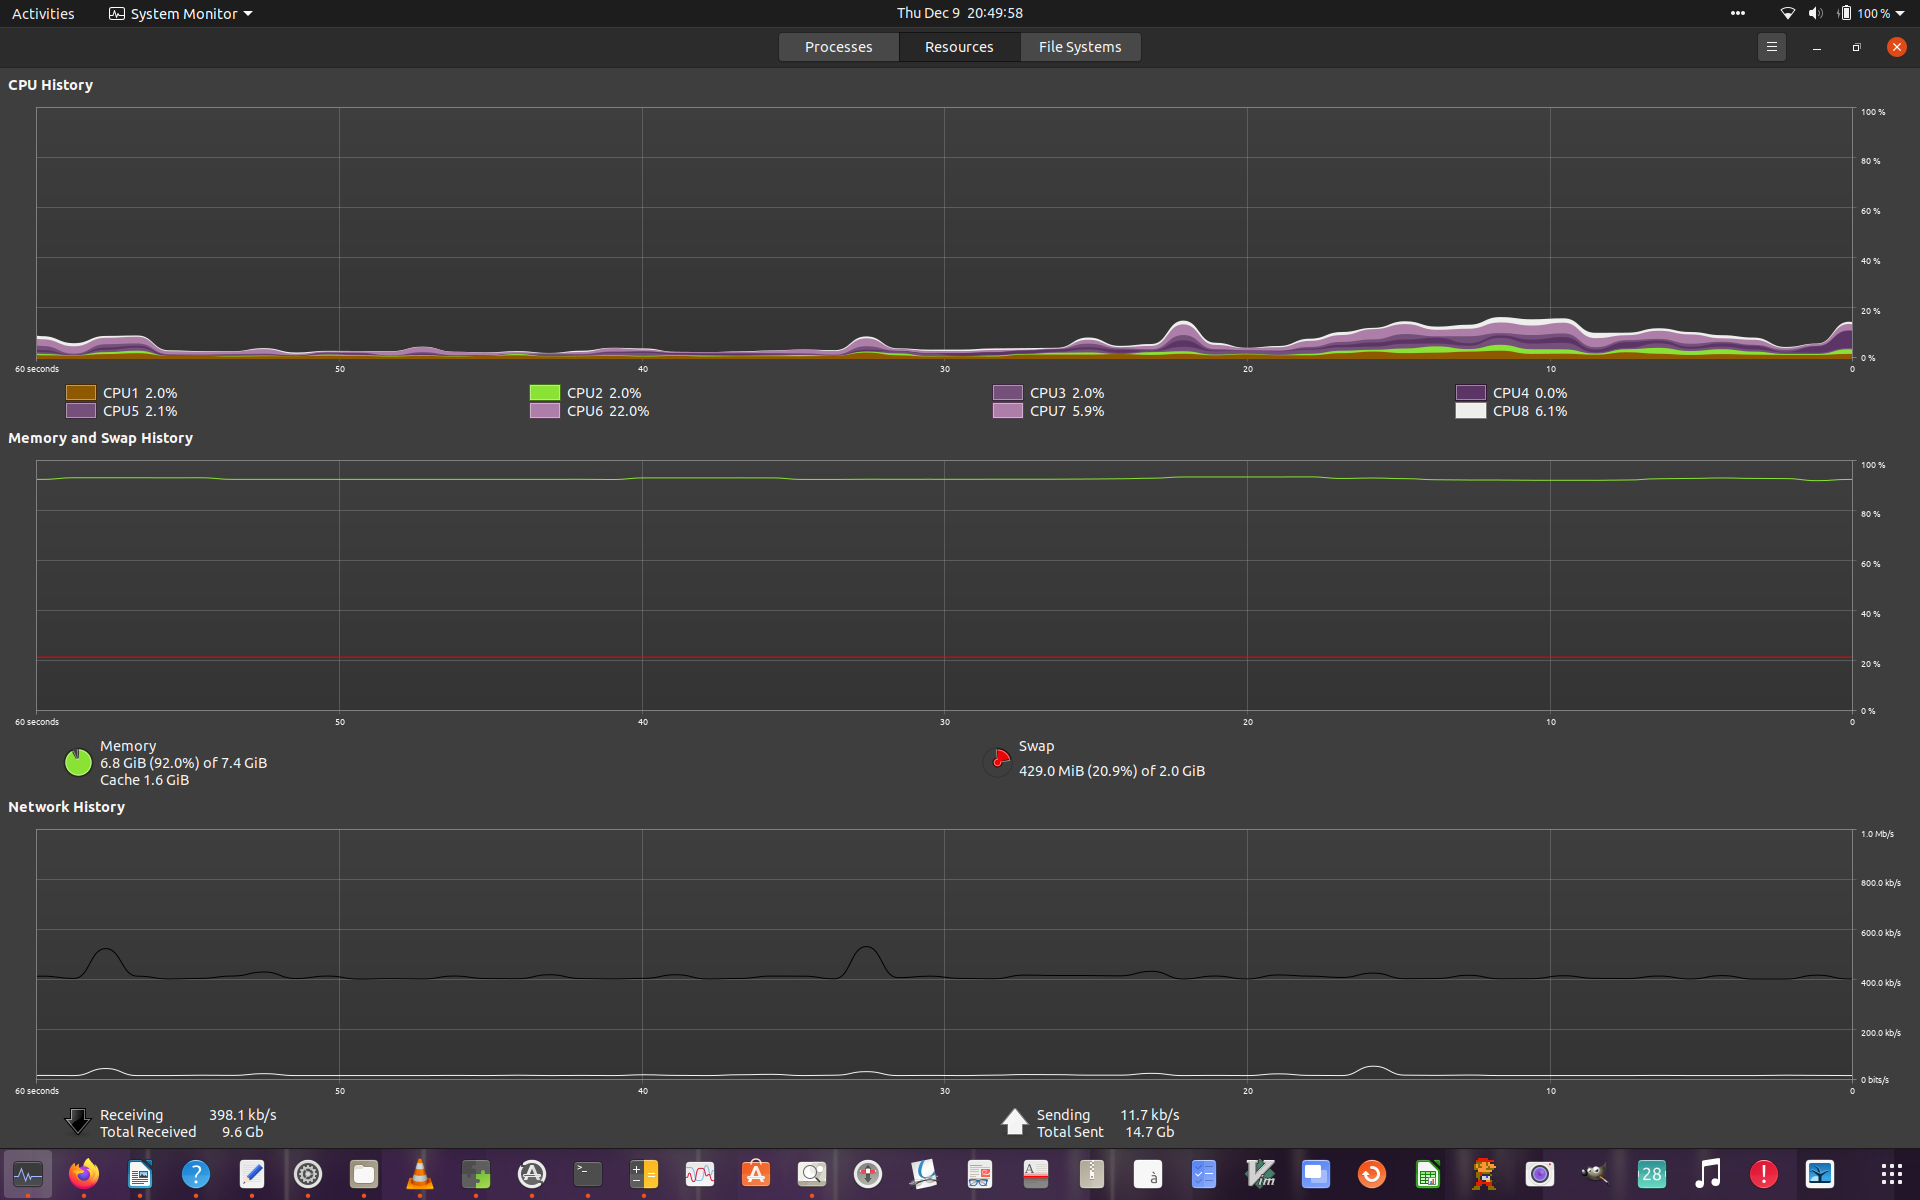 Activities System Monitor Thu Dec 9 20:49:58 100 %
Processes Resources File Systems
CPU History
100 %
80 %
60 %
40 %
20 %
0 %
60 seconds 50 40 30 20 10 0
CPU1 2.0% CPU2 2.0% CPU3 2.0% CPU4 0.0%
CPU5 2.1% CPU6 22.0% CPU7 5.9% CPU8 6.1%
Memory and Swap History
100 %
80 %
60 %
40 %
20 %
0 %
60 seconds 50 40 30 20 10 0
Memory
6.8 GiB (92.0%) of 7.4 GiB
Cache 1.6 GiB
Swap
429.0 MiB (20.9%) of 2.0 GiB
Network History
1.0 Mb/s
800.0 kb/s
600.0 kb/s
400.0 kb/s
200.0 kb/s
0 bits/s
60 seconds 50 40 30 20 10 0
Receiving 398.1 kb/s
Total Received 9.6 Gb
Sending 11.7 kb/s
Total Sent 14.7 Gb
? >_ A à Vim 28 !